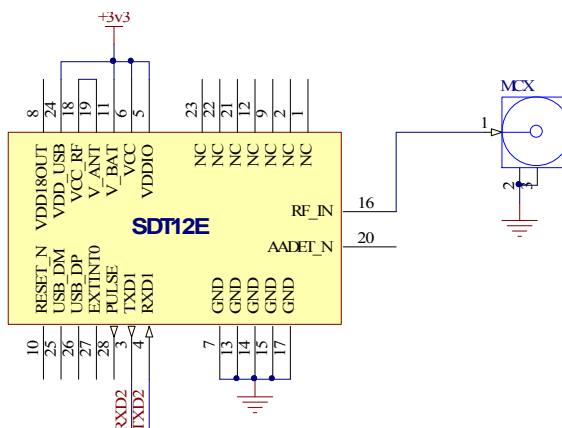 +3v3
8 24 18 19 11 6 5
23 22 21 12 9 2 1
MCX
VDD18OUT VDD_USB VCC_RF V_ANT V_BAT VCC VDDIO
NC NC NC NC NC NC NC
1
2 3
RF_IN 16
SDT12E
AADET_N 20
RESET_N USB_DM USB_DP EXTINT0 PULSE TXD1 RXD1
GND GND GND GND GND
10 25 26 27 28 3 4
7 13 14 15 17
RXD2 TXD2